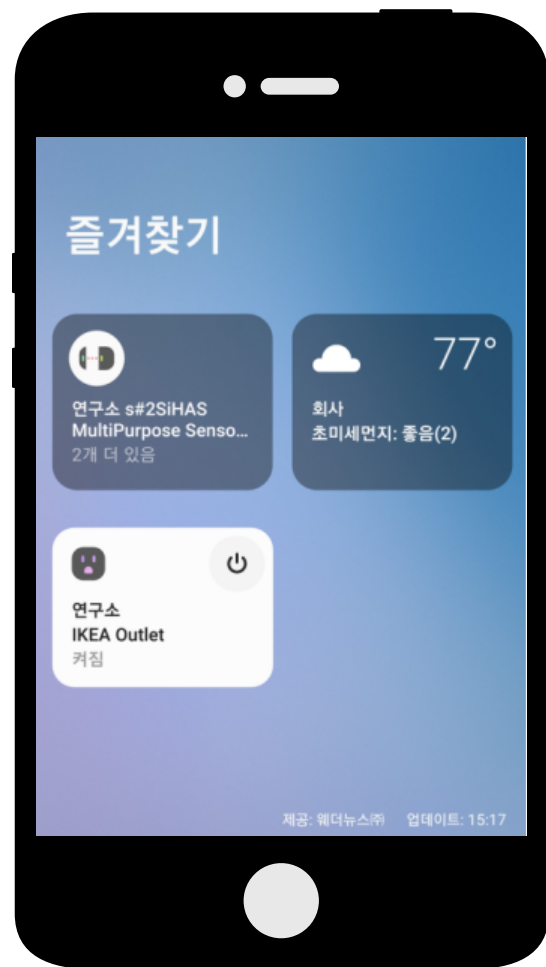 즐겨찾기
연구소 s#2SiHAS
MultiPurpose Senso...
2개 더 있음
77°
회사
초미세먼지: 좋음(2)
연구소
IKEA Outlet
켜짐
제공: 웨더뉴스㈜ 업데이트: 15:17